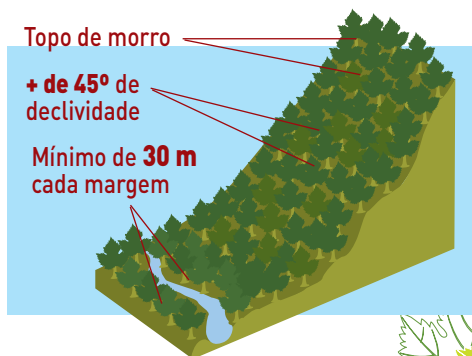 Topo de morro
+ de 45º de
declividade
Mínimo de 30 m
cada margem